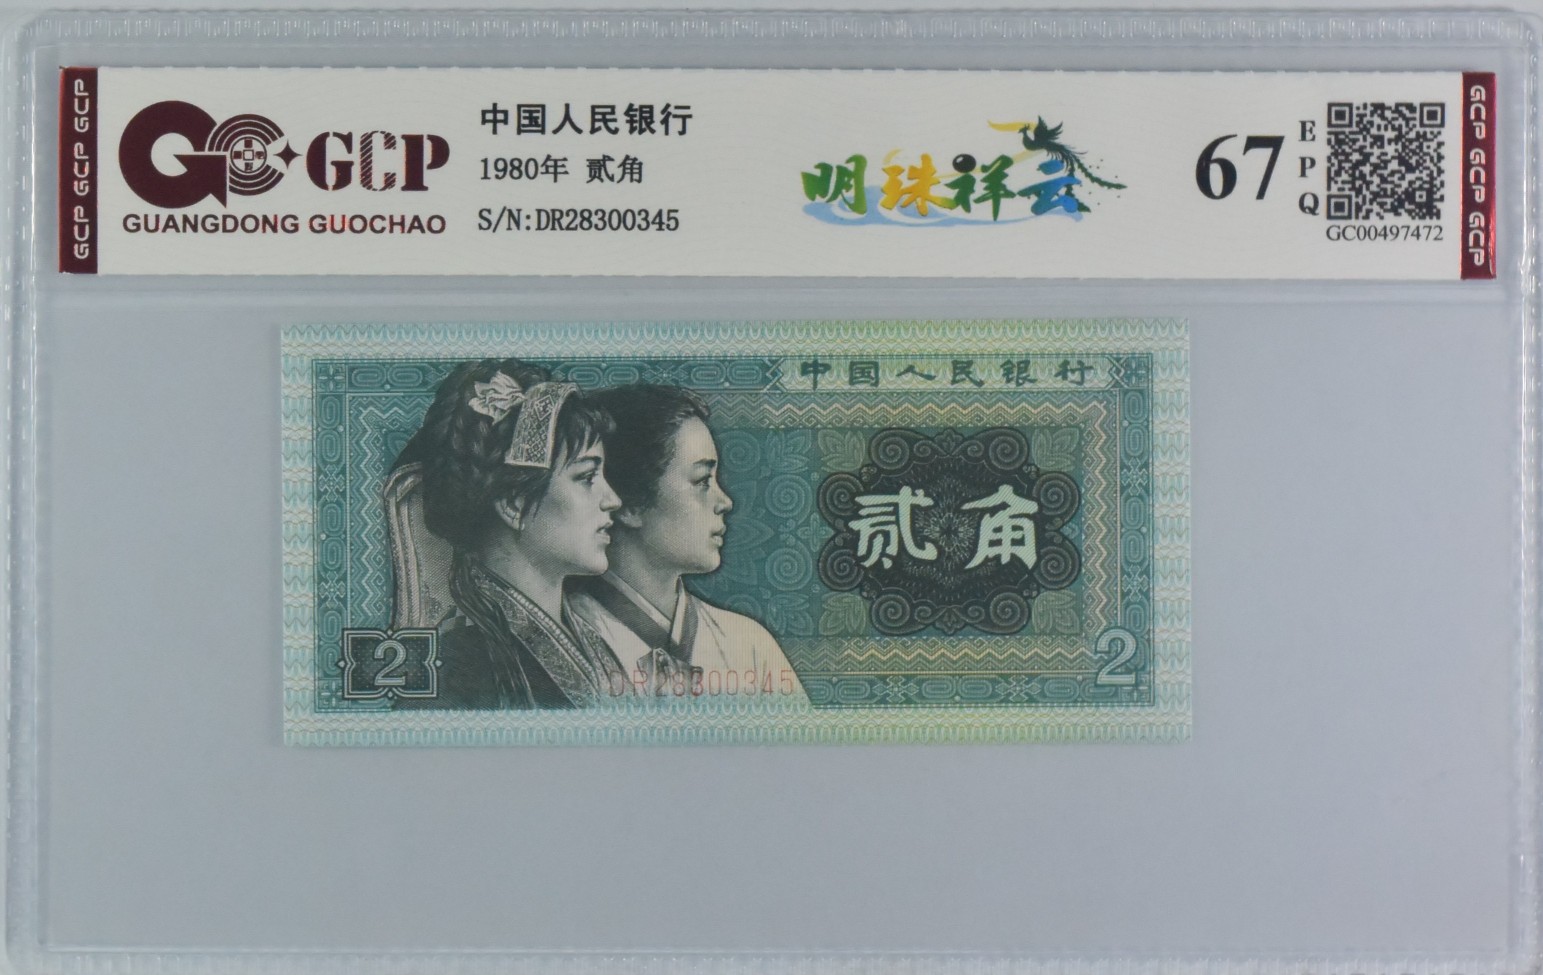 GCP GCP GCP
GCP
GUANGDONG GUOCHAO
中国人民银行
1980年 贰角
S/N:DR28300345
明珠祥云
67
EPQ
GC00497472
GCP GCP GCP
中国人民银行
贰角
2
2
DR28300345